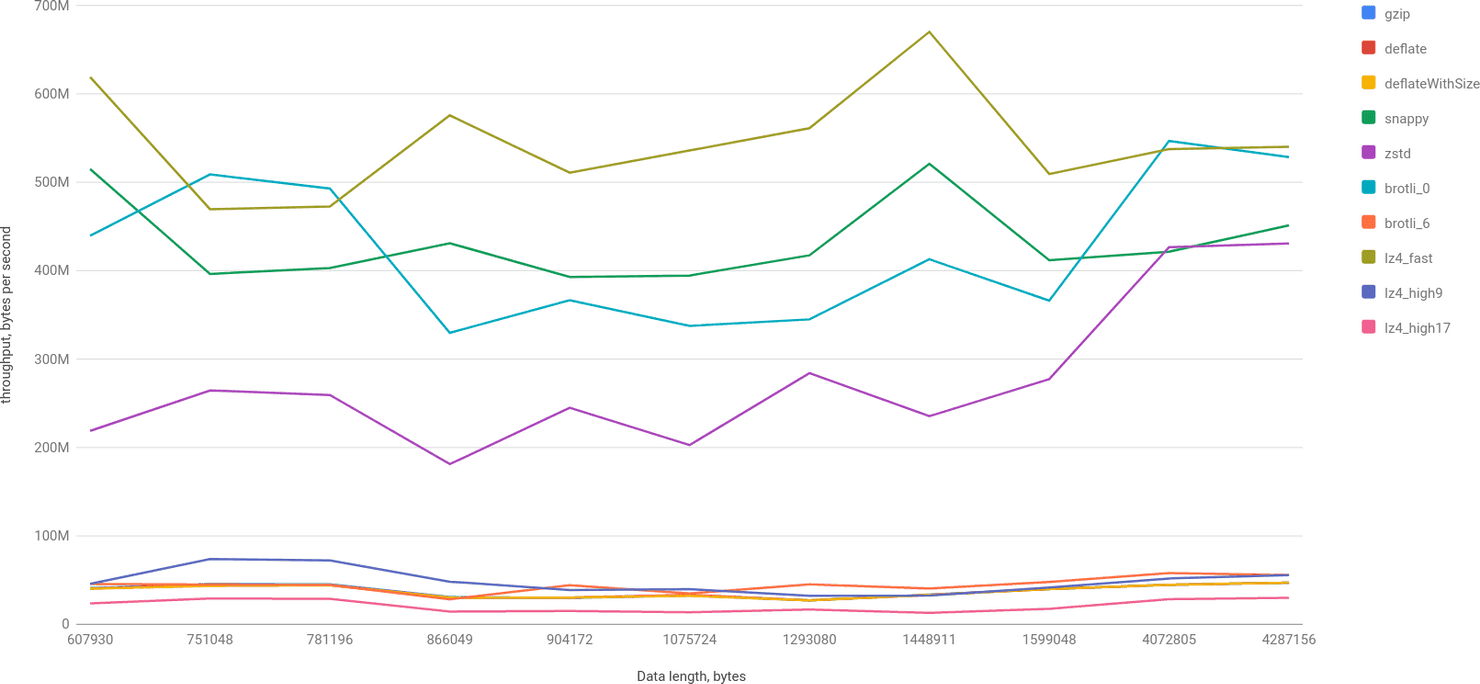 700M
600M
500M
400M
300M
200M
100M
0
throughput, bytes per second
607930 751048 781196 866049 904172 1075724 1293080 1448911 1599048 4072805 4287156
Data length, bytes
gzip
deflate
deflateWithSize
snappy
zstd
brotli_0
brotli_6
lz4_fast
lz4_high9
lz4_high17